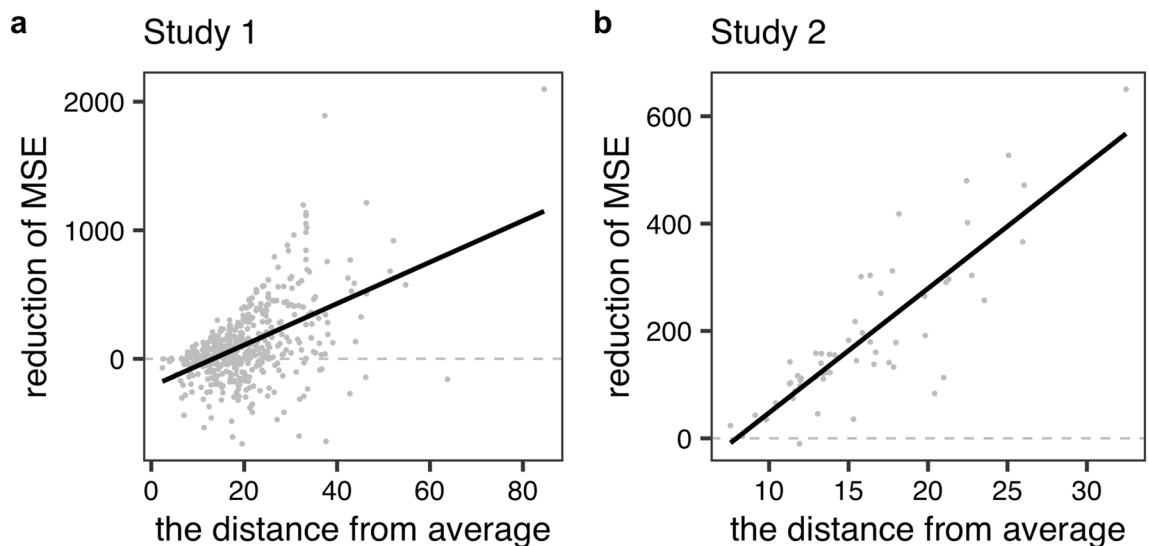 a
Study 1
reduction of MSE
2000
1000
0
0 20 40 60 80
the distance from average
b
Study 2
reduction of MSE
600
400
200
0
10 15 20 25 30
the distance from average